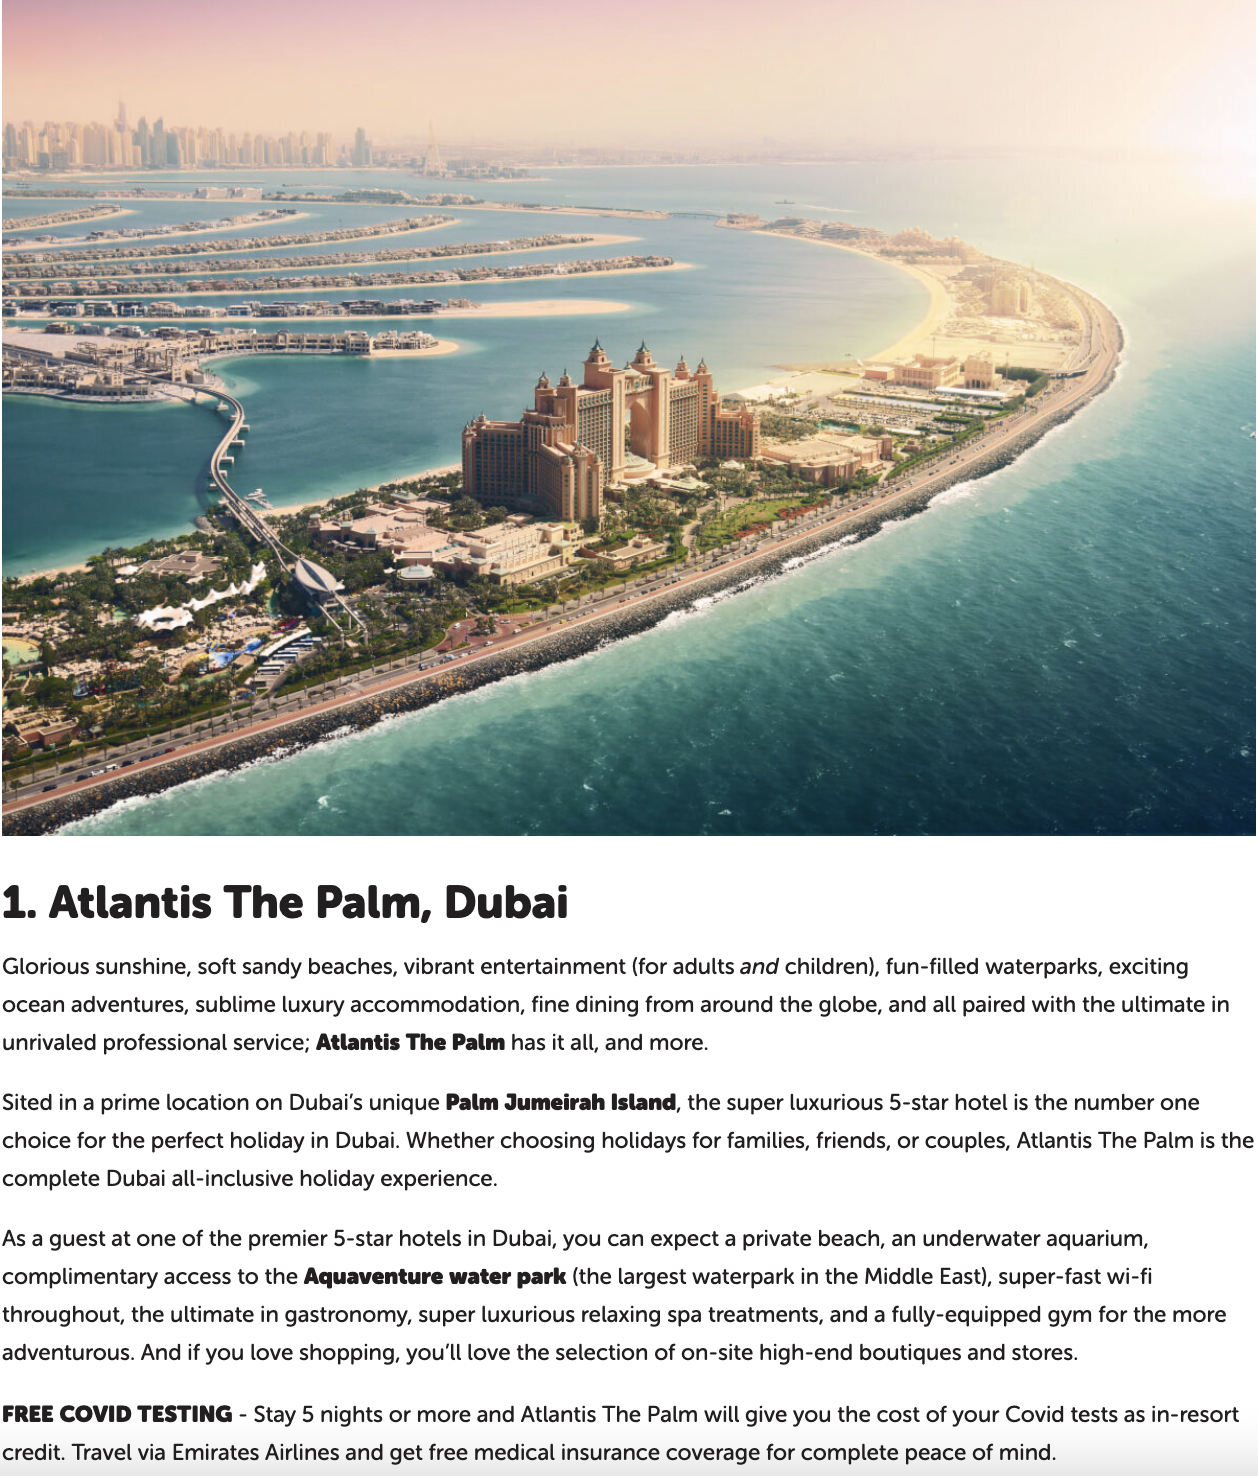 1. Atlantis The Palm, Dubai
Glorious sunshine, soft sandy beaches, vibrant entertainment (for adults and children), fun-filled waterparks, exciting
ocean adventures, sublime luxury accommodation, fine dining from around the globe, and all paired with the ultimate in
unrivaled professional service; Atlantis The Palm has it all, and more.
Sited in a prime location on Dubai’s unique Palm Jumeirah Island, the super luxurious 5-star hotel is the number one
choice for the perfect holiday in Dubai. Whether choosing holidays for families, friends, or couples, Atlantis The Palm is the
complete Dubai all-inclusive holiday experience.
As a guest at one of the premier 5-star hotels in Dubai, you can expect a private beach, an underwater aquarium,
complimentary access to the Aquaventure water park (the largest waterpark in the Middle East), super-fast wi-fi
throughout, the ultimate in gastronomy, super luxurious relaxing spa treatments, and a fully-equipped gym for the more
adventurous. And if you love shopping, you’ll love the selection of on-site high-end boutiques and stores.
FREE COVID TESTING - Stay 5 nights or more and Atlantis The Palm will give you the cost of your Covid tests as in-resort
credit. Travel via Emirates Airlines and get free medical insurance coverage for complete peace of mind.